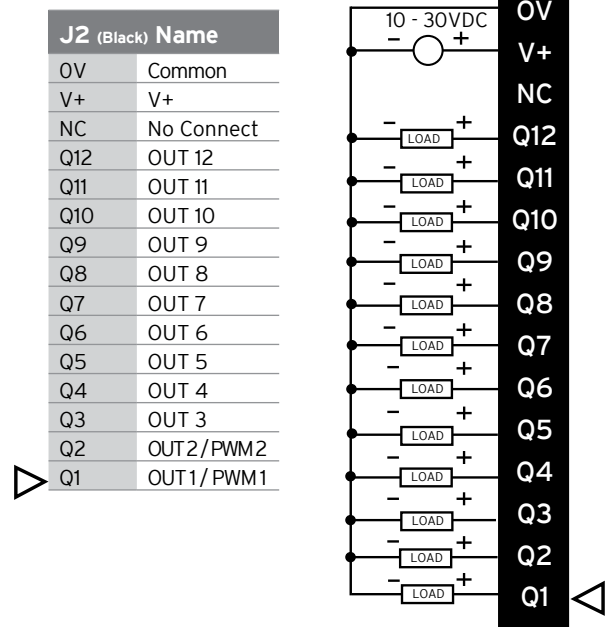 J2 (Black) Name
0V Common
V+ V+
NC No Connect
Q12 OUT 12
Q11 OUT 11
Q10 OUT 10
Q9 OUT 9
Q8 OUT 8
Q7 OUT 7
Q6 OUT 6
Q5 OUT 5
Q4 OUT 4
Q3 OUT 3
Q2 OUT2/PWM2
Q1 OUT1/PWM1
0V
10 - 30VDC
- + V+
NC
- LOAD + Q12
- LOAD + Q11
- LOAD + Q10
- LOAD + Q9
- LOAD + Q8
- LOAD + Q7
- LOAD + Q6
- LOAD + Q5
- LOAD + Q4
- LOAD + Q3
- LOAD + Q2
- LOAD + Q1